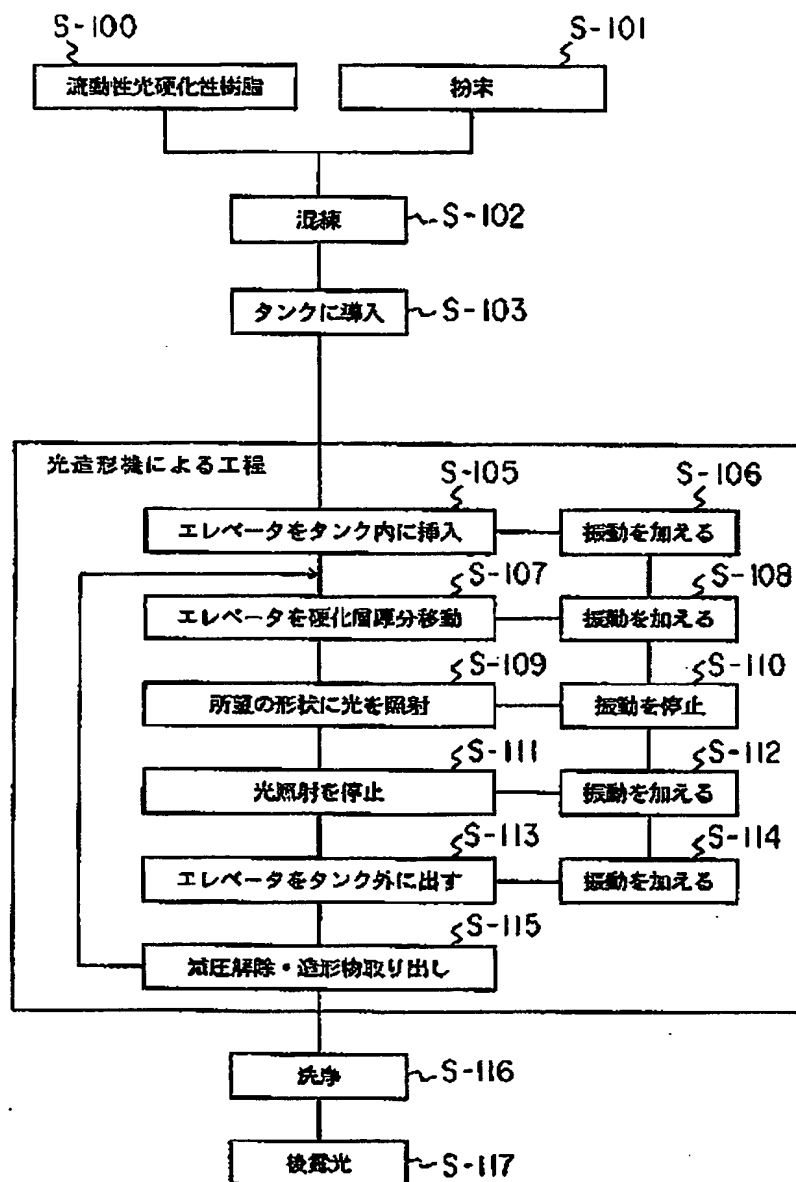 S-100
S-101
流動性光硬化性樹脂
粉末
混練
S-102
タンクに導入
S-103
光造形機による工程
S-105
S-106
エレベータをタンク内に挿入
振動を加える
S-107
S-108
エレベータを硬化層厚分移動
振動を加える
S-109
S-110
所望の形状に光を照射
振動を停止
S-111
S-112
光照射を停止
振動を加える
S-113
S-114
エレベータをタンク外に出す
振動を加える
S-115
減圧解除・造形物取り出し
洗浄
S-116
後露光
S-117